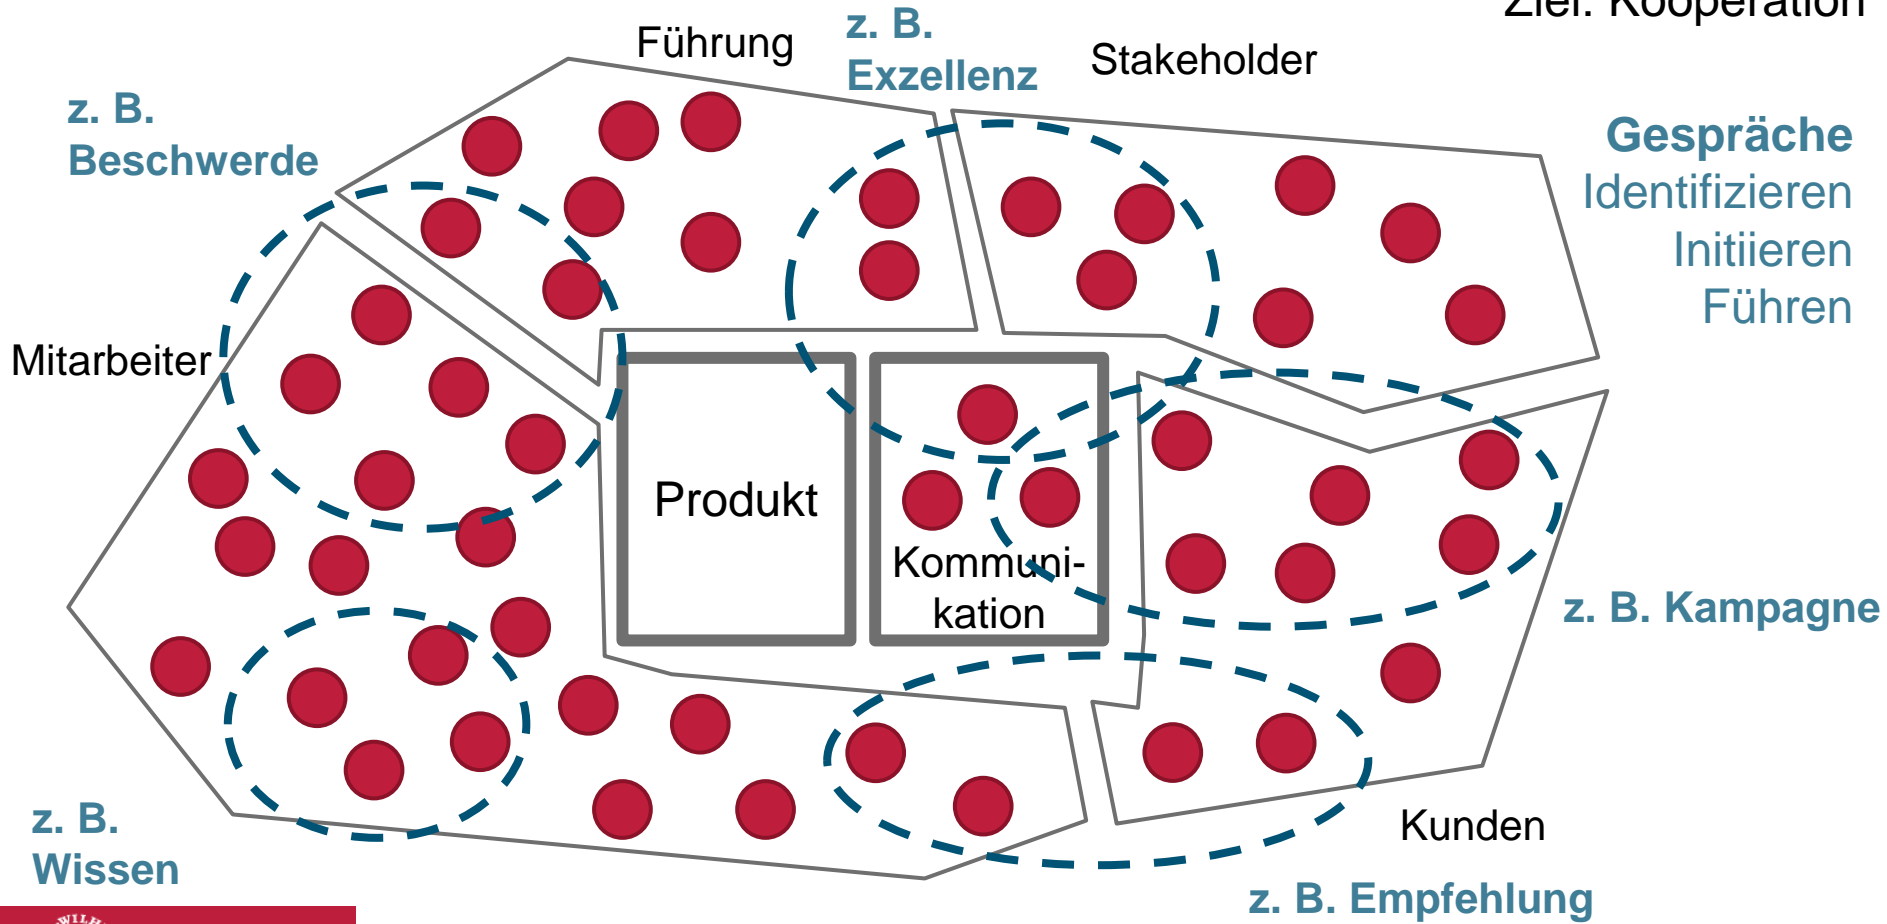 Ziel: Kooperation
Führung
z. B.
Exzellenz
Stakeholder
z. B.
Beschwerde
Gespräche
Identifizieren
Initiieren
Führen
Mitarbeiter
Produkt
Kommuni-
kation
z. B. Kampagne
z. B.
Wissen
Kunden
z. B. Empfehlung